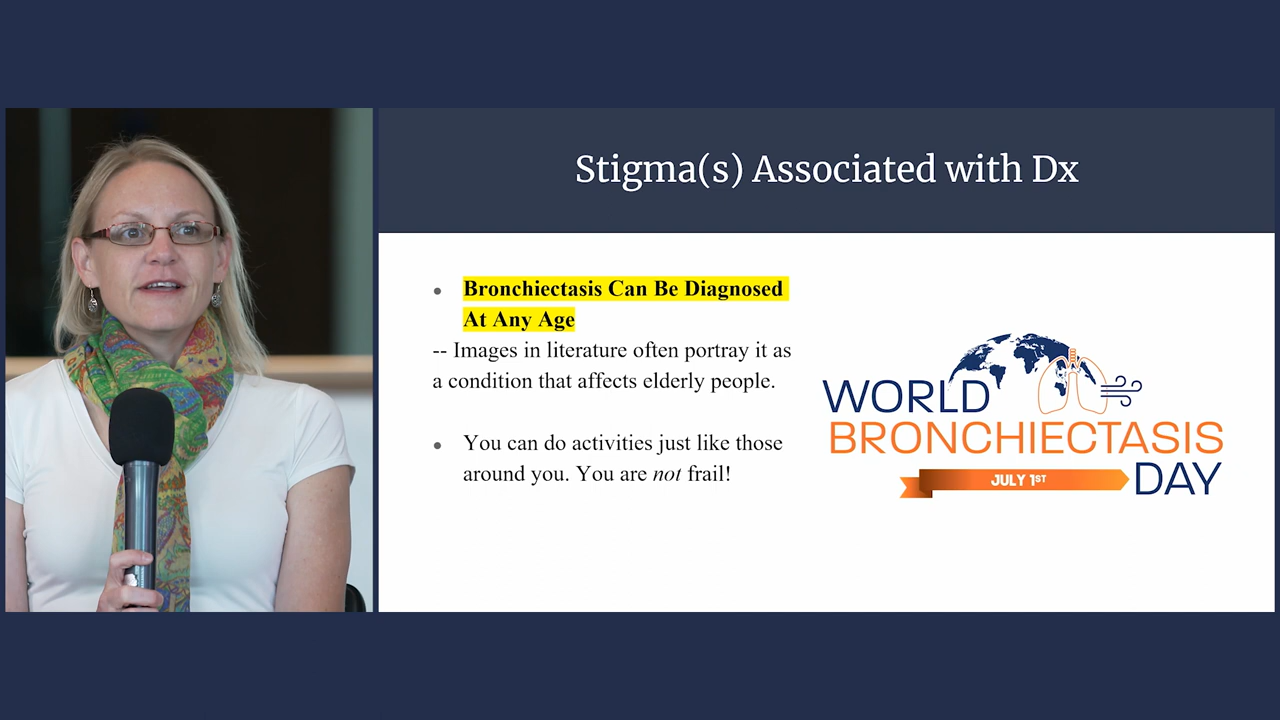 Stigma(s) Associated with Dx
● Bronchiectasis Can Be Diagnosed
At Any Age
-- Images in literature often portray it as
a condition that affects elderly people.
● You can do activities just like those
around you. You are not frail!
WORLD
BRONCHIECTASIS
JULY 1ST
DAY